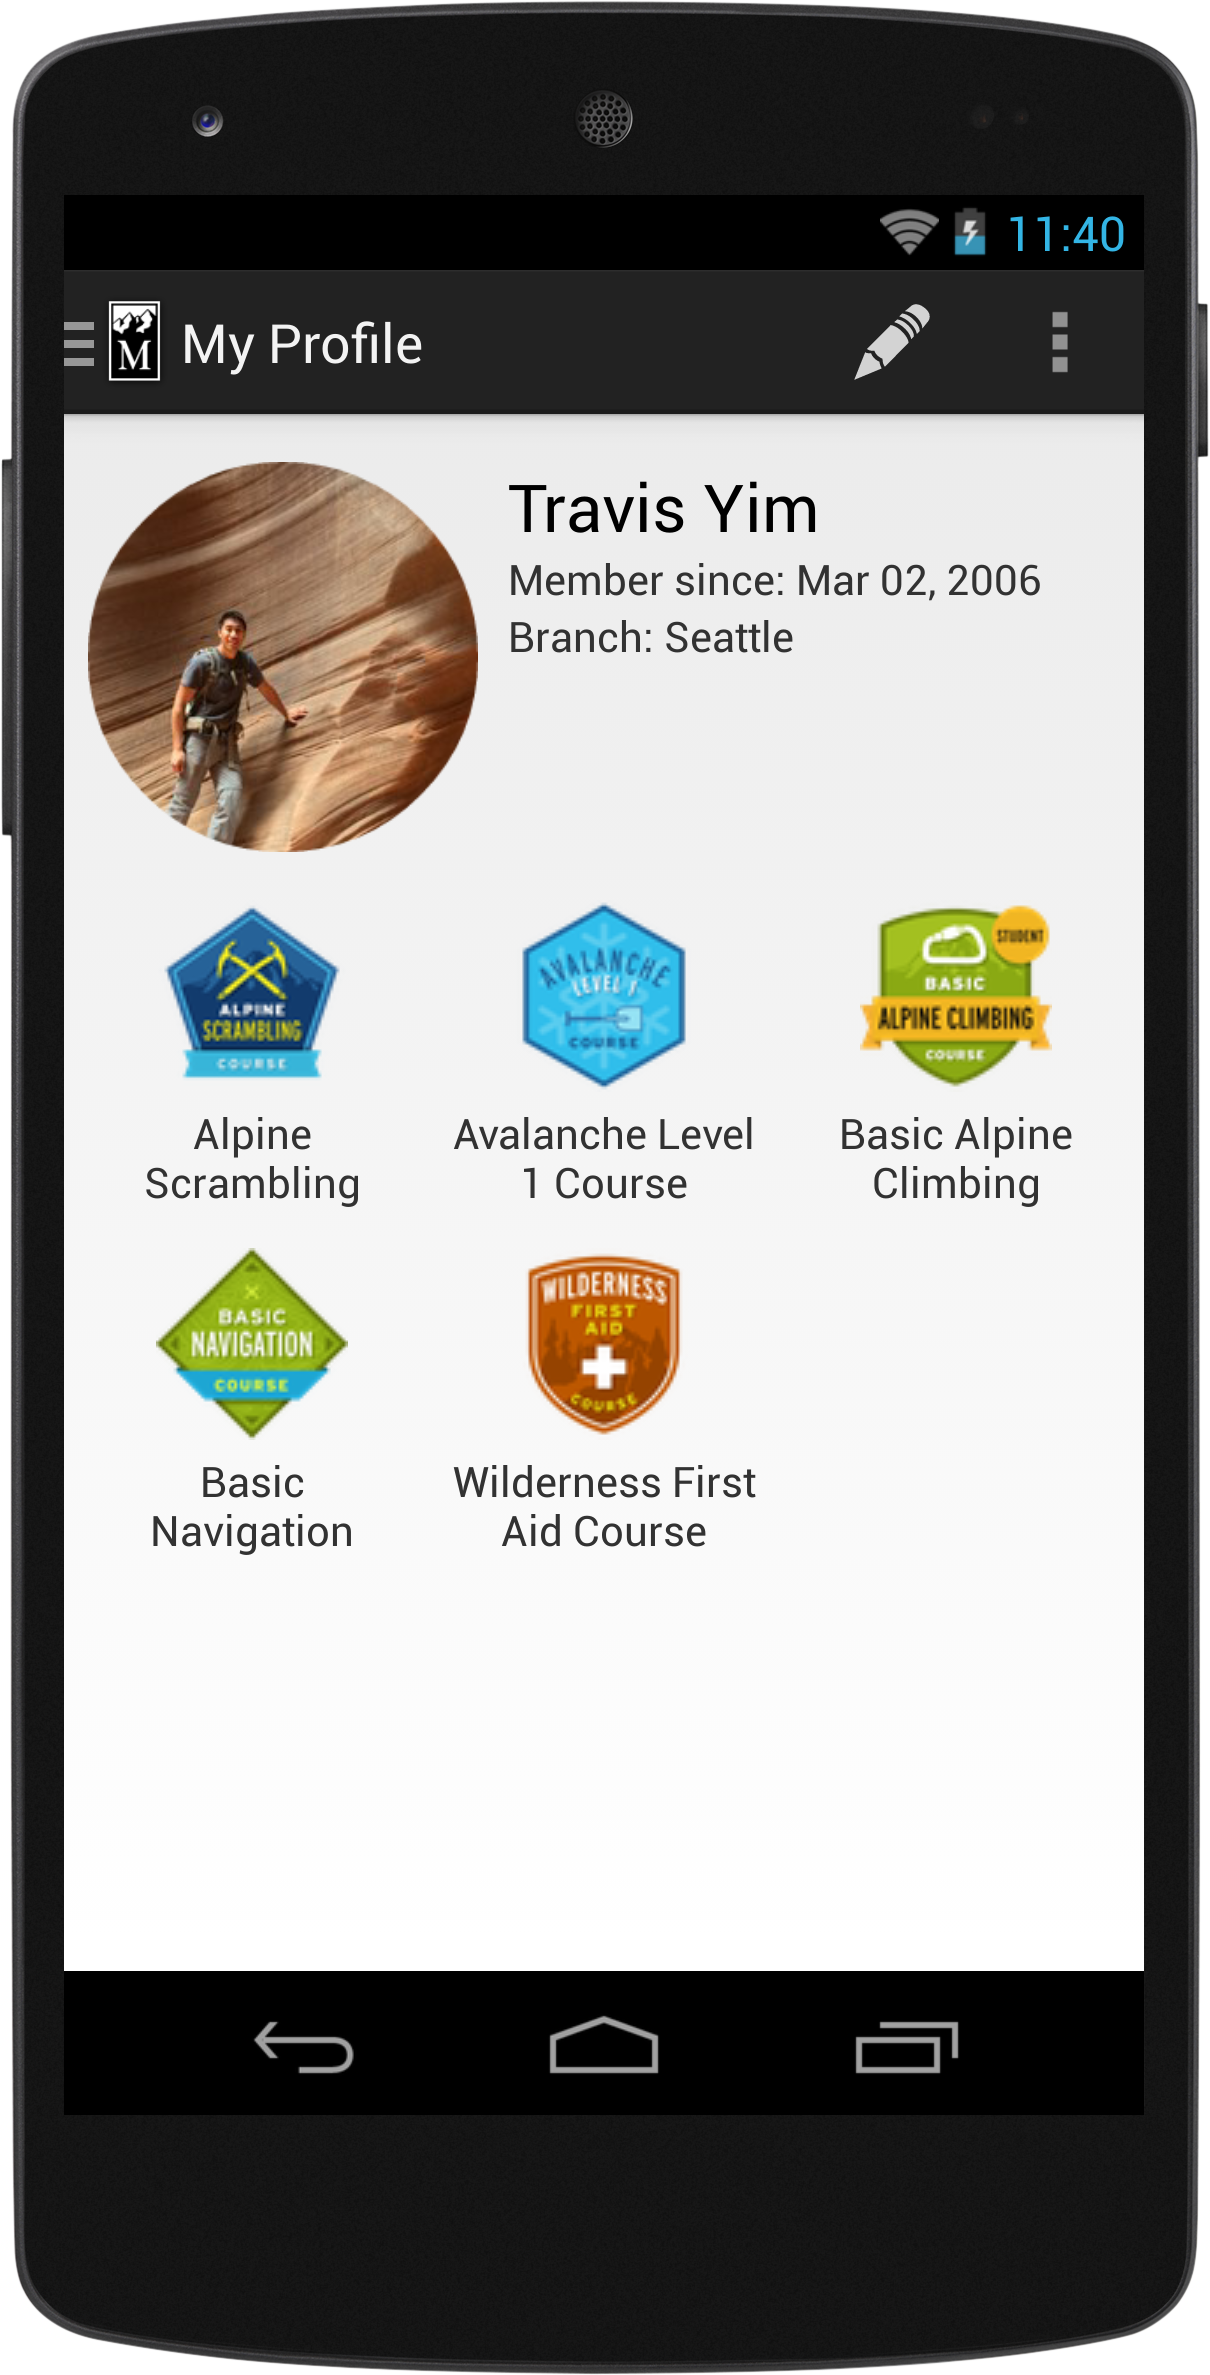 11:40
M
My Profile
Travis Yim
Member since: Mar 02, 2006
Branch: Seattle
ALPINE
SCRAMBLING
COURSE
AVALANCHE
LEVEL 1
COURSE
STUDENT
BASIC
ALPINE CLIMBING
COURSE
Alpine
Scrambling
Avalanche Level
1 Course
Basic Alpine
Climbing
BASIC
NAVIGATION
COURSE
WILDERNESS
FIRST
AID
COURSE
Basic
Navigation
Wilderness First
Aid Course